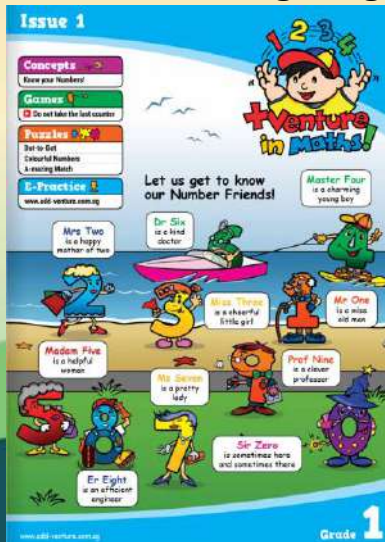 Issue 1
1 2 3 4
+Venture
in Maths!
Concepts
Know your Numbers!
Games
Do not take the last counter
Puzzles
Dot-to-Dot
Colourful Numbers
A-mazing Match
E-Practice
www.add-venture.com.sg
Let us get to know
our Number Friends!
Master Four
is a charming
young boy
Dr Six
is a kind
doctor
Mrs Two
is a happy
mother of two
Miss Three
is a cheerful
little girl
Mr One
is a wise
old man
Madam Five
is a helpful
woman
Ms Seven
is a pretty
lady
Prof Nine
is a clever
professor
Sir Zero
is sometimes here
and sometimes there
Er Eight
is an efficient
engineer
www.add-venture.com.sg
Grade 1